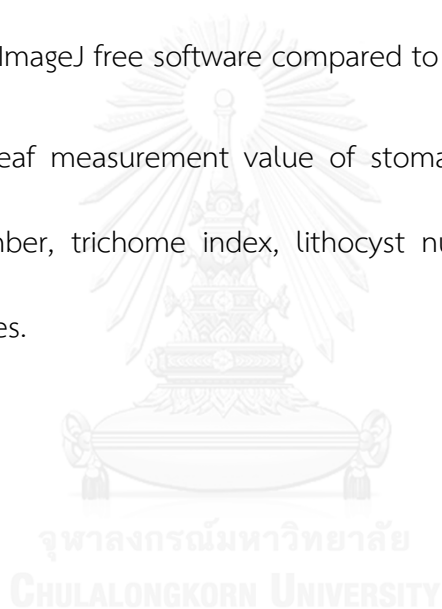 ImageJ free software compared to
eaf measurement value of stoma
nber, trichome index, lithocyst nu
es.
จุฬาลงกรณ์มหาวิทยาลัย
CHULALONGKORN UNIVERSITY